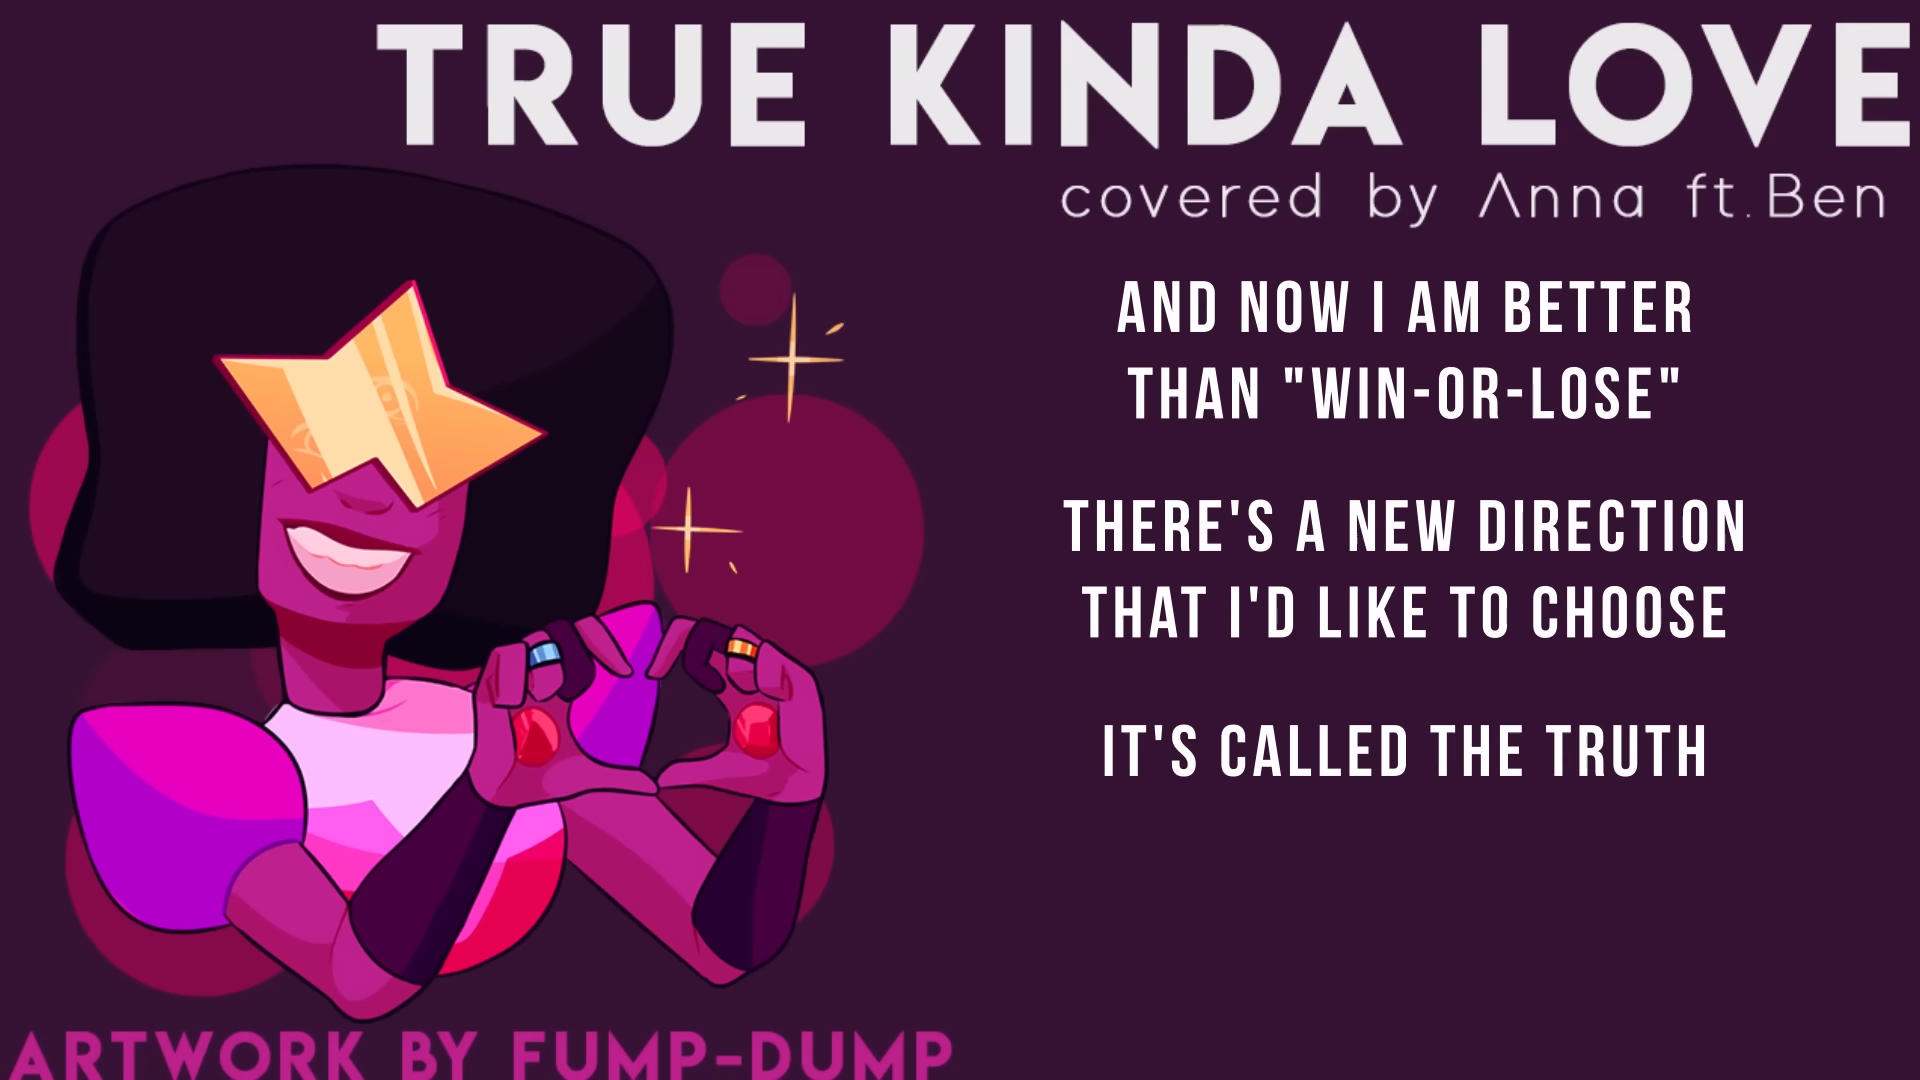 TRUE KINDA LOVE
covered by Anna ft.Ben
AND NOW I AM BETTER
THAN "WIN-OR-LOSE"
THERE'S A NEW DIRECTION
THAT I'D LIKE TO CHOOSE
IT'S CALLED THE TRUTH
ARTWORK BY FUMP-DUMP